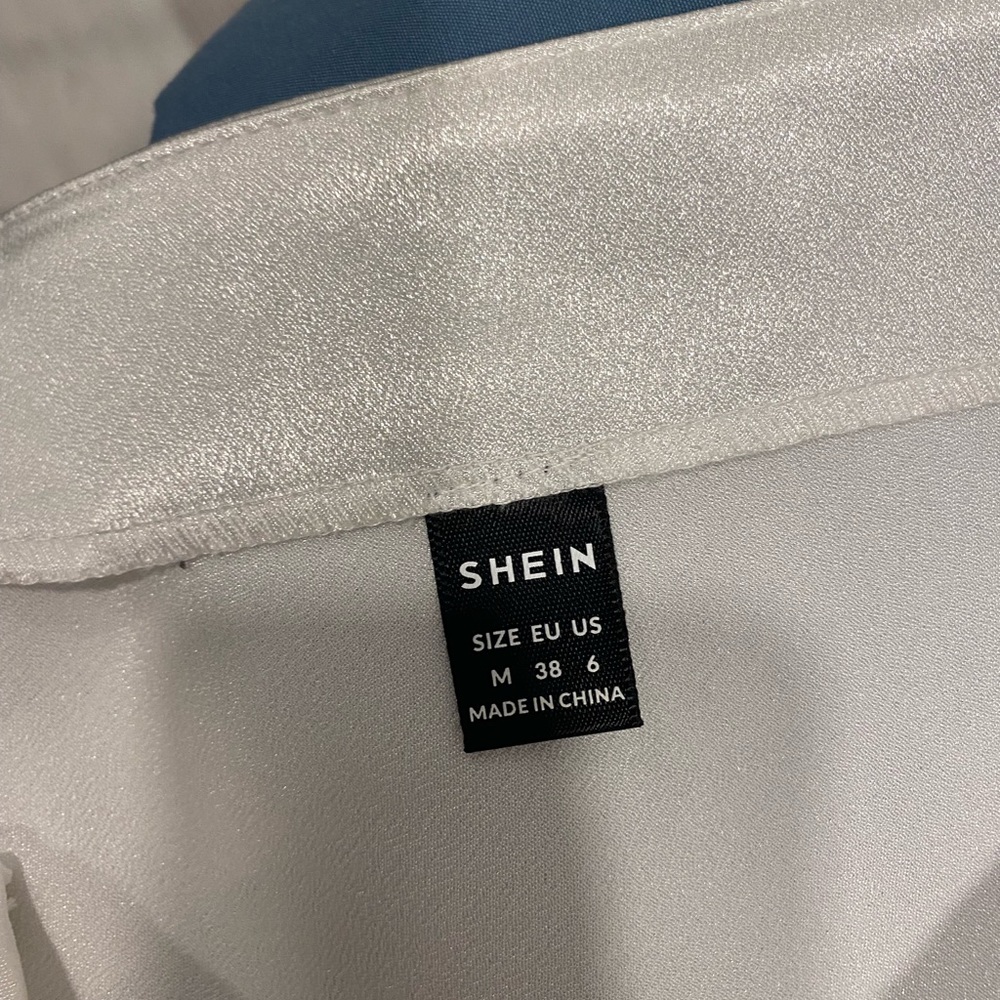 SHEIN
SIZE EU US
M 38 6
MADE IN CHINA